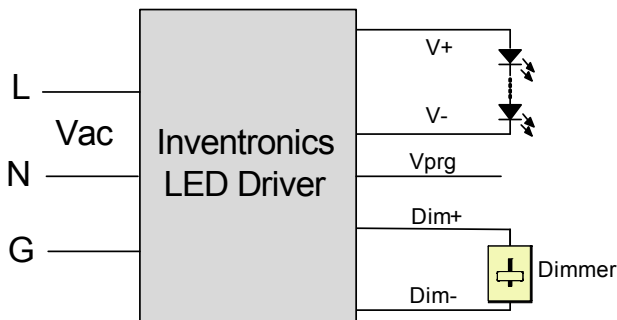 L
Vac
N
G
Inventronics
LED Driver
V+
V-
Vprg
Dim+
Dim-
Dimmer